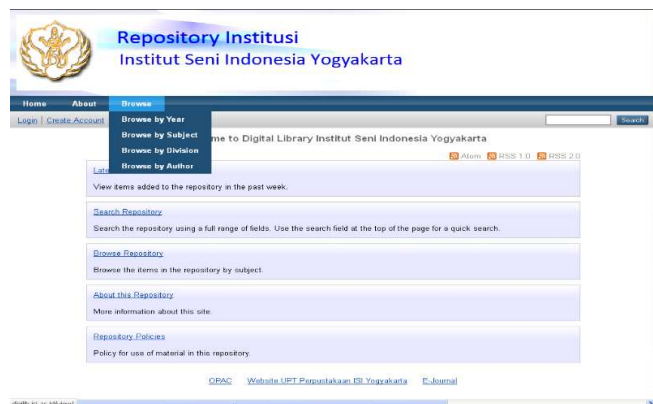 Repository Institusi
Institut Seni Indonesia Yogyakarta
Home About Browse
Login | Create Account
Search
Browse by Year
Browse by Subject
Browse by Division
Browse by Author
me to Digital Library Institut Seni Indonesia Yogyakarta
Atom RSS 1.0 RSS 2.0
Late
View items added to the repository in the past week.
Search Repository
Search the repository using a full range of fields. Use the search field at the top of the page for a quick search.
Browse Repository
Browse the items in the repository by subject.
About this Repository
More information about this site.
Repository Policies
Policy for use of material in this repository.
OPAC Website UPT Perpustakaan ISI Yogyakarta E-Journal